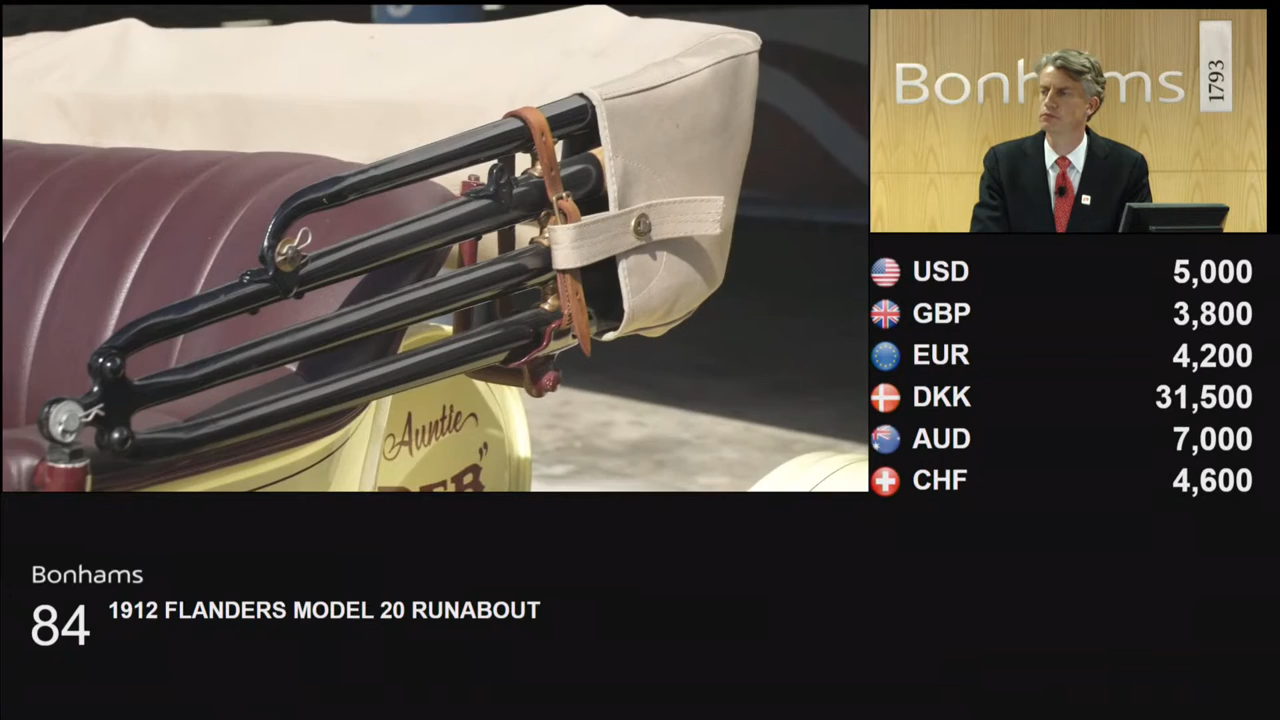 Bonhams
1793
USD 5,000
GBP 3,800
EUR 4,200
DKK 31,500
AUD 7,000
CHF 4,600
Auntie
Bonhams
84 1912 FLANDERS MODEL 20 RUNABOUT